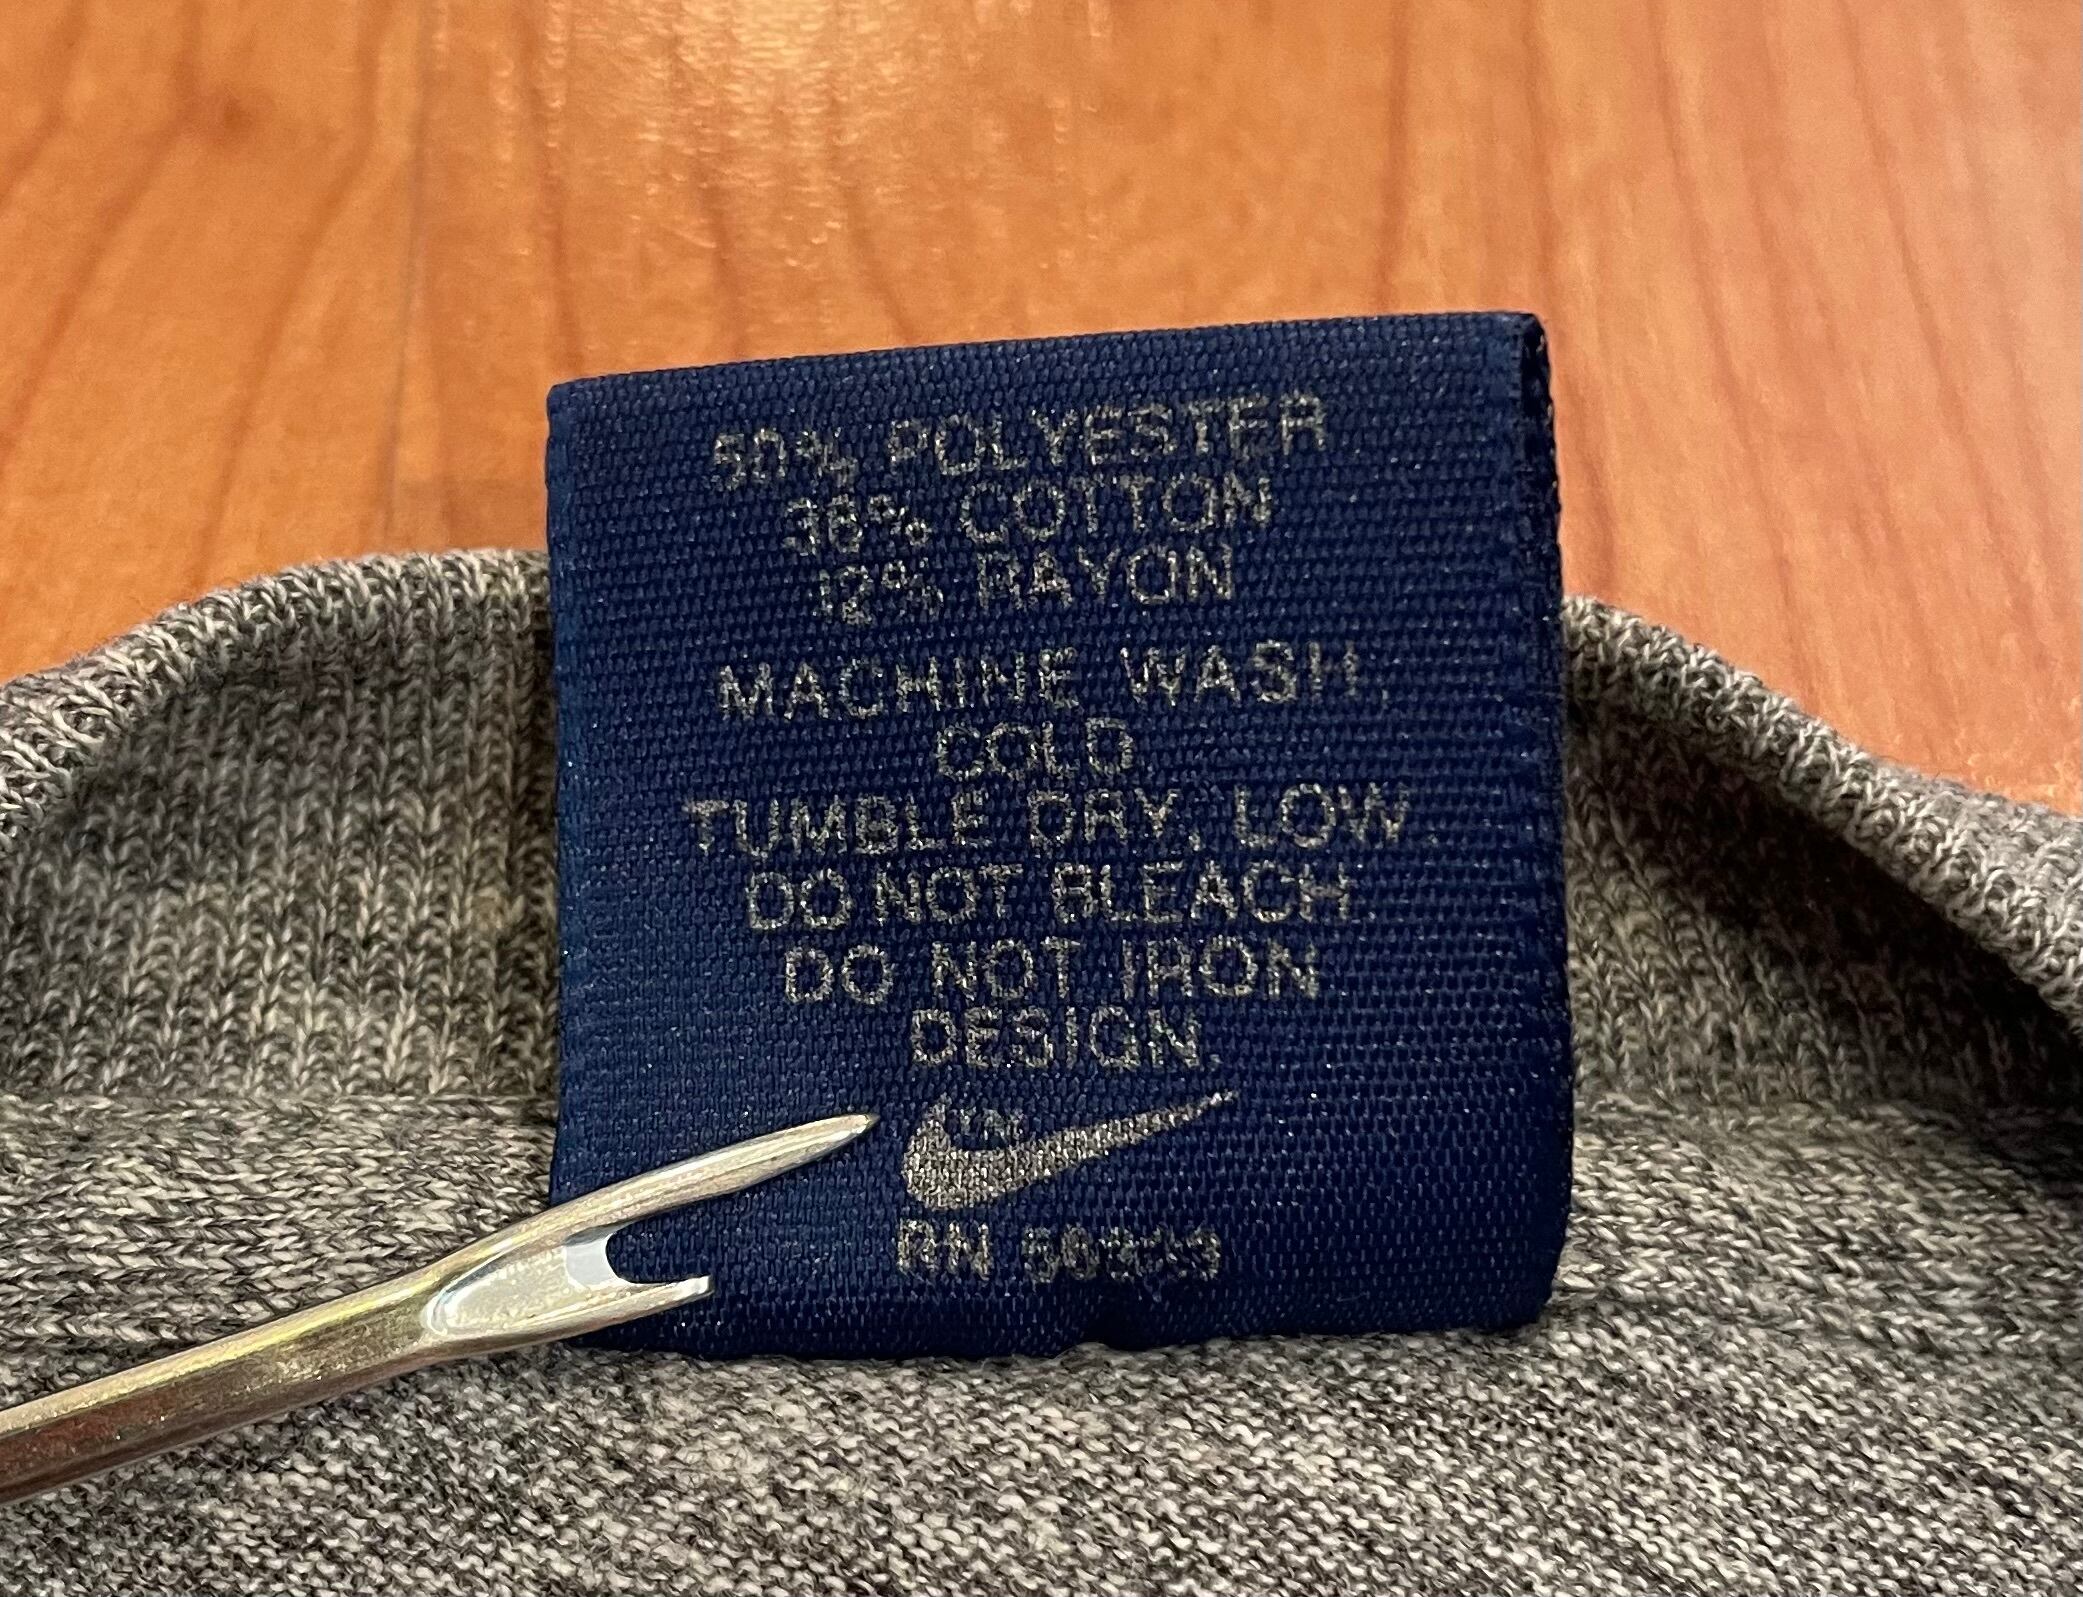 50% POLYESTER
38% COTTON
12% RAYON
MACHINE WASH,
COLD
TUMBLE DRY, LOW.
DO NOT BLEACH
DO NOT IRON
DESIGN.
RN